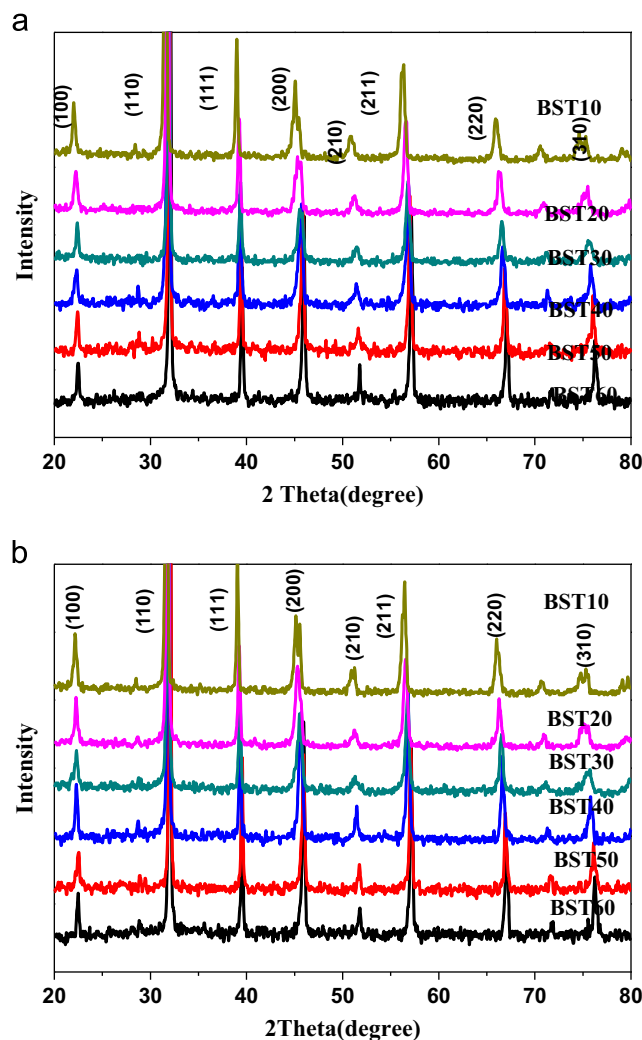 a
(100)
(110)
(111)
(200)
(210)
(211)
(220)
(310)
BST10
BST20
BST30
BST40
BST50
BST60
Intensity
20 30 40 50 60 70 80
2 Theta(degree)
b
(100)
(110)
(111)
(200)
(210)
(211)
(220)
(310)
BST10
BST20
BST30
BST40
BST50
BST60
Intensity
20 30 40 50 60 70 80
2Theta(degree)